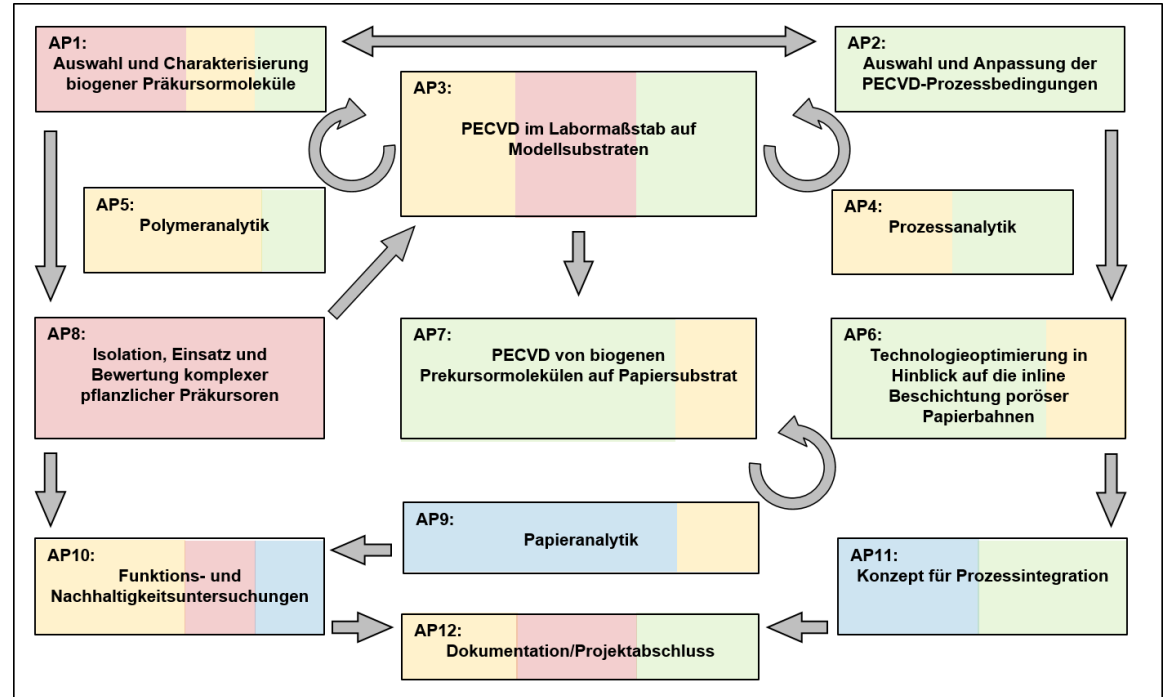 AP1:
Auswahl und Charakterisierung
biogener Präkursormoleküle
AP2:
Auswahl und Anpassung der
PECVD-Prozessbedingungen
AP3:
PECVD im Labormaßstab auf
Modellsubstraten
AP5:
Polymeranalytik
AP4:
Prozessanalytik
AP8:
Isolation, Einsatz und
Bewertung komplexer
pflanzlicher Präkursoren
AP7:
PECVD von biogenen
Prekursormolekülen auf Papiersubstrat
AP6:
Technologieoptimierung in
Hinblick auf die inline
Beschichtung poröser
Papierbahnen
AP9:
Papieranalytik
AP10:
Funktions- und
Nachhaltigkeitsuntersuchungen
AP11:
Konzept für Prozessintegration
AP12:
Dokumentation/Projektabschluss